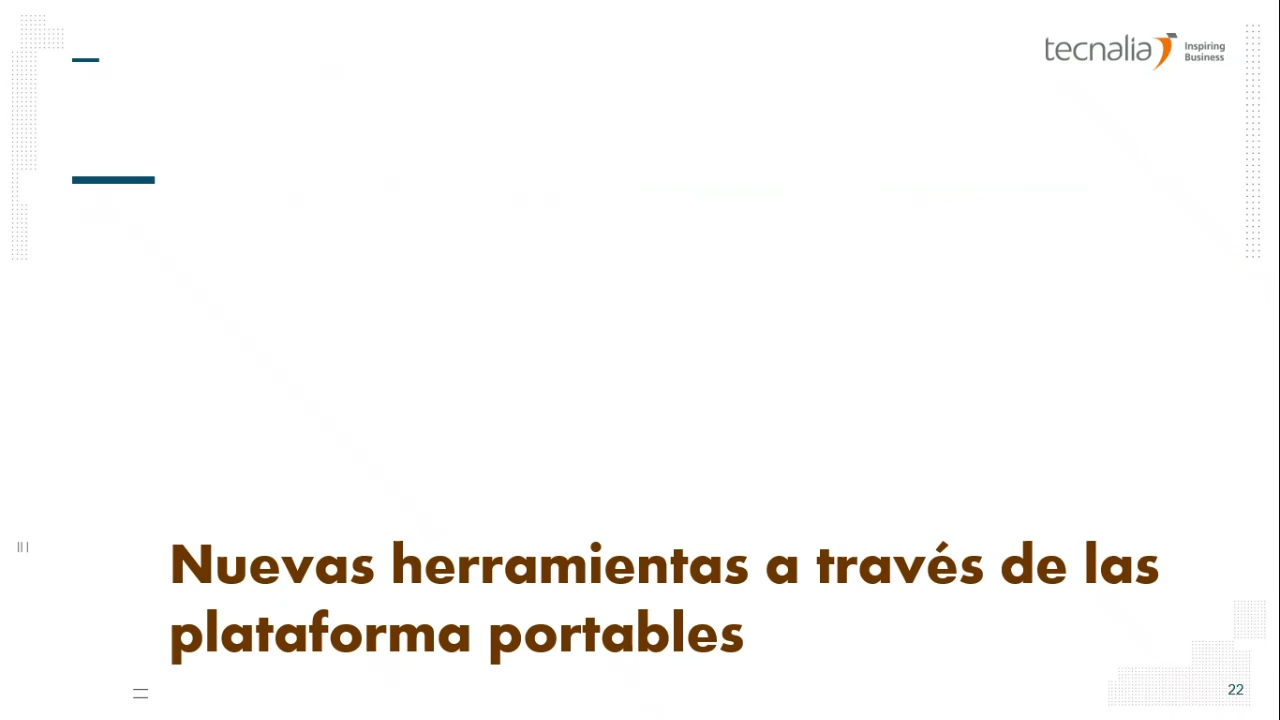 tecnalia Inspiring
Business
Nuevas herramientas a través de las
plataforma portables
22